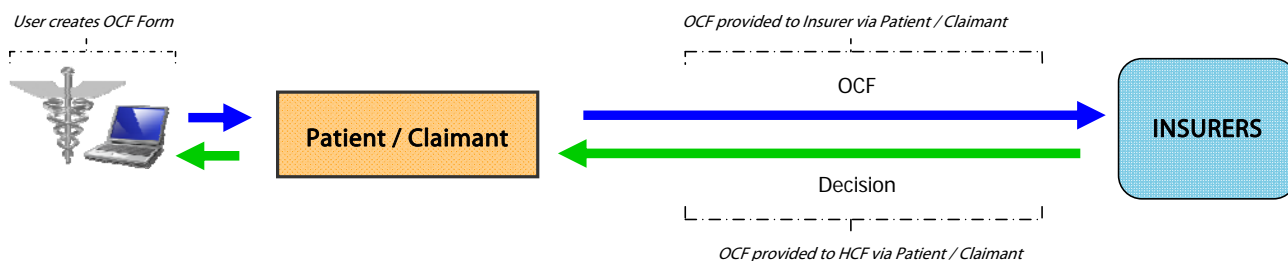 User creates OCF Form
OCF provided to Insurer via Patient / Claimant
OCF
Patient / Claimant
INSURERS
Decision
OCF provided to HCF via Patient / Claimant